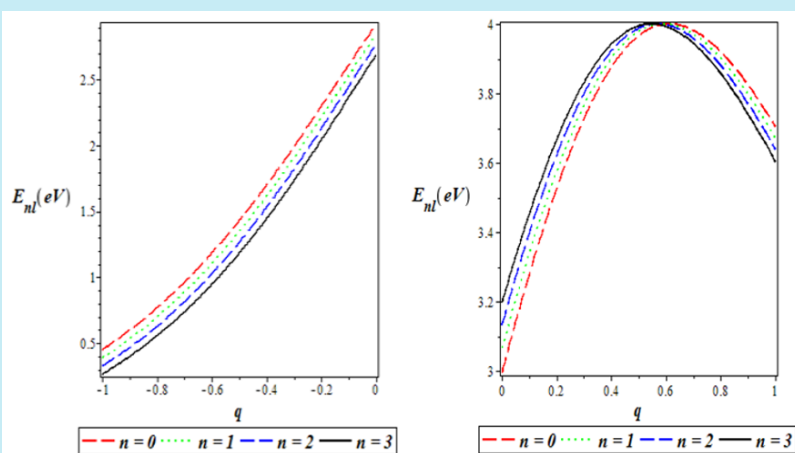 2.5
2
E_nl(eV)
1.5
1
0.5
-1 -0.8 -0.6 -0.4 -0.2 0
q
n = 0 n = 1 n = 2 n = 3
4
3.8
3.6
E_nl(eV)
3.4
3.2
3
0 0.2 0.4 0.6 0.8 1
q
n = 0 n = 1 n = 2 n = 3